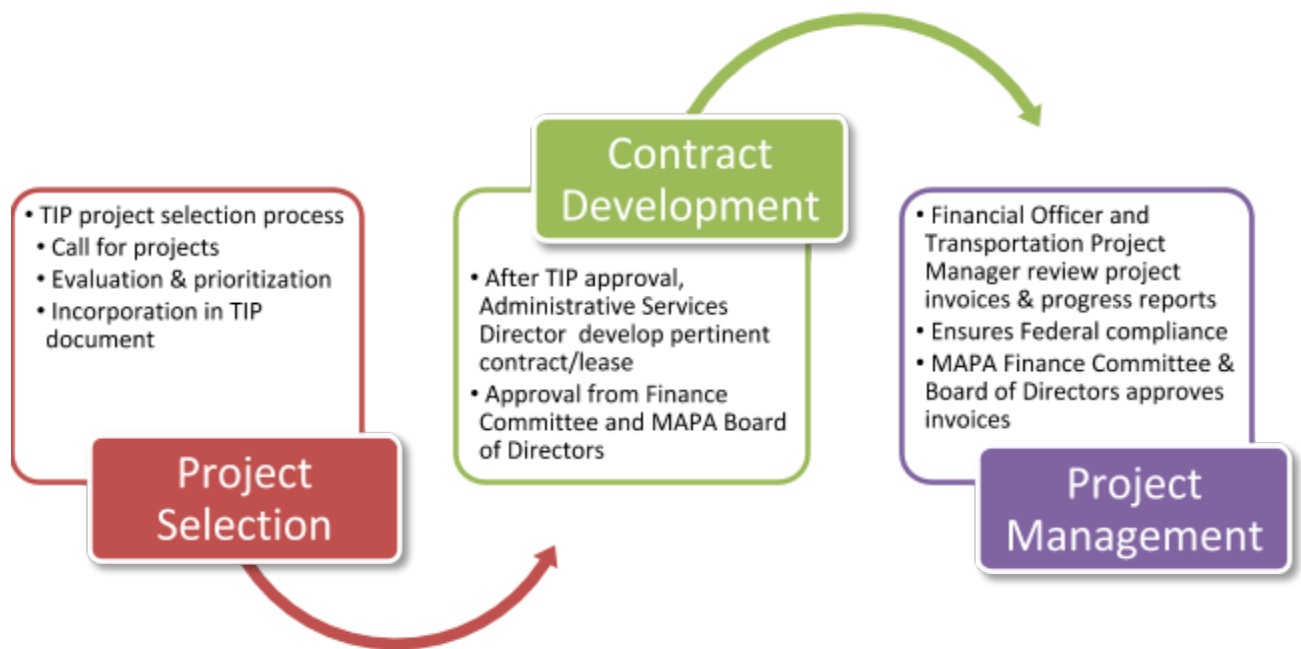 • TIP project selection process
• Call for projects
• Evaluation & prioritization
• Incorporation in TIP
document
Project
Selection
Contract
Development
• After TIP approval,
Administrative Services
Director develop pertinent
contract/lease
• Approval from Finance
Committee and MAPA Board
of Directors
• Financial Officer and
Transportation Project
Manager review project
invoices & progress reports
• Ensures Federal compliance
• MAPA Finance Committee &
Board of Directors approves
invoices
Project
Management